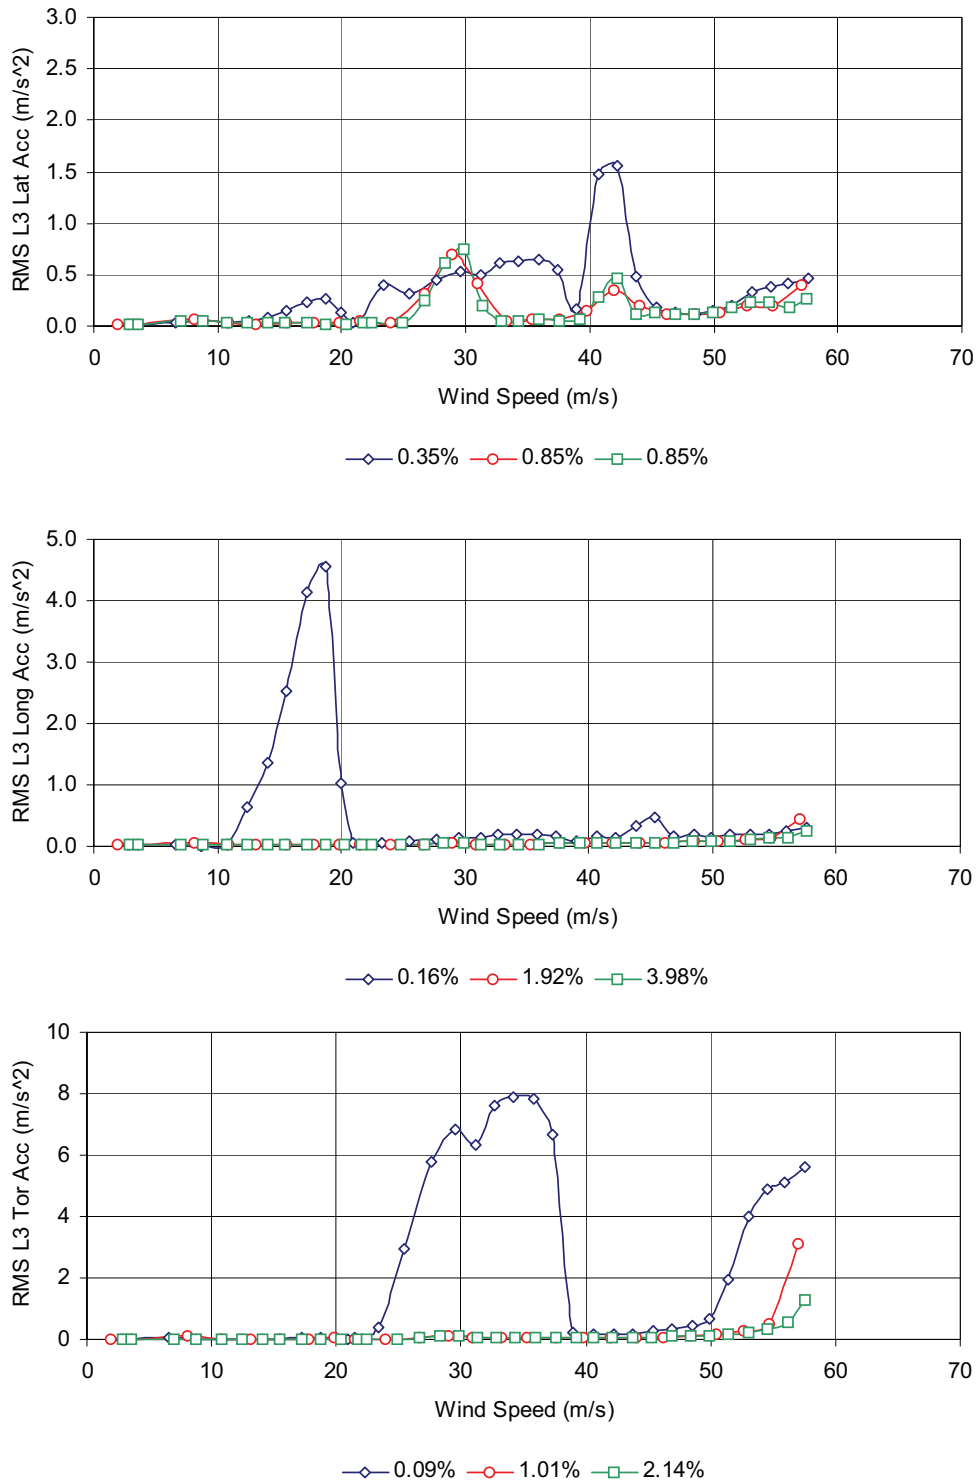 3.0
2.5
2.0
1.5
1.0
0.5
0.0
RMS L3 Lat Acc (m/s^2)
0 10 20 30 40 50 60 70
Wind Speed (m/s)
0.35% 0.85% 0.85%
5.0
4.0
3.0
2.0
1.0
0.0
RMS L3 Long Acc (m/s^2)
0 10 20 30 40 50 60 70
Wind Speed (m/s)
0.16% 1.92% 3.98%
10
8
6
4
2
0
RMS L3 Tor Acc (m/s^2)
0 10 20 30 40 50 60 70
Wind Speed (m/s)
0.09% 1.01% 2.14%